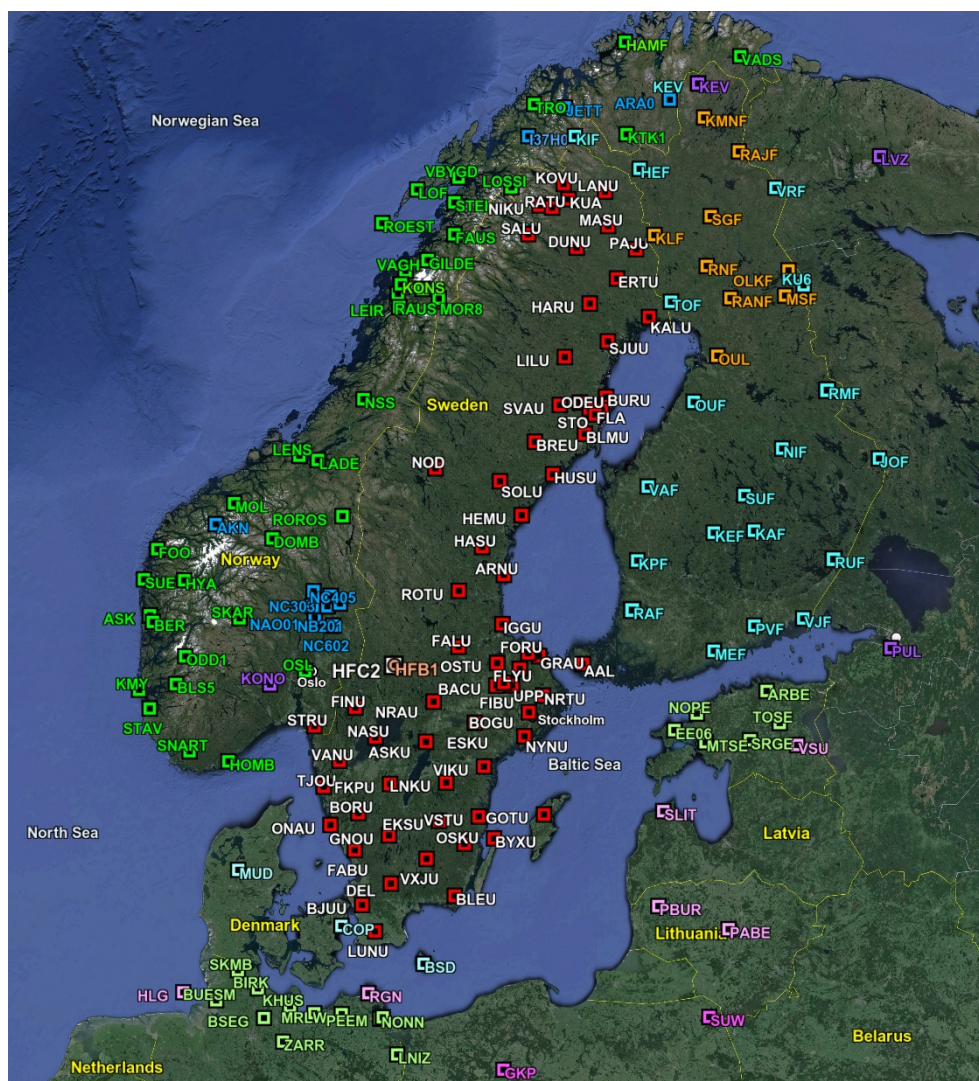 HAMF
VADS
KEV
KEV
TRO
JETT
ARA0
Norwegian Sea
KMNF
I37H0
KIF
KTK1
RAJF
LVZ
HEF
VBYGD
KOVU
LANU
LOF
LOSSI
VRF
STEI
NIKU
RATU
KUA
ROEST
MASU
SGF
FAUS
SALU
DUNU
PAJU
KLF
VAGH
GILDE
RNF
OLKF
KU6
KONS
ERTU
LEIR
RAUS
MOR8
HARU
TOF
RANF
MSF
KALU
SJUU
LILU
OUL
RMF
NSS
Sweden
SVAU
ODEU
BURU
OUF
STO
FLA
BREU
BLMU
LENS
LADE
NOD
NIF
JOF
HUSU
SOLU
VAF
SUF
MOL
ROROS
HEMU
AKN
DOMB
KEF
KAF
FOO
Norway
HASU
KPF
RUF
SUE
HYA
ARNU
NC303
NC405
ROTU
ASK
BER
SKAR
NAO01
NB201
RAF
IGGU
PVF
VJF
NC602
ODD1
FALU
FORU
MEF
PUL
OSL
HFC2
HFB1
OSTU
GRAU
AAL
KONO
Oslo
FLYU
KMY
BLS5
BACU
UPP
NRTU
ARBE
FINU
NRAU
FIBU
NOPE
STAV
STRU
BOGU
Stockholm
TOSE
EE06
NASU
ASKU
ESKU
NYNU
MTSE
SRGE
VSU
SNART
HOMB
VANU
VIKU
Baltic Sea
TJOU
FKPU
LNKU
BORU
SLIT
North Sea
ONAU
EKSU
VSTU
GOTU
Latvia
GNOU
OSKU
BYXU
MUD
FABU
VXJU
DEL
BLEU
BJUU
PBUR
Denmark
COP
Lithuania
PABE
LUNU
SKMB
BSD
BIRK
HLG
BUESM
KHUS
RGN
BSEG
MRLW
PEEM
NONN
SUW
Belarus
ZARR
LNIZ
Netherlands
GKP